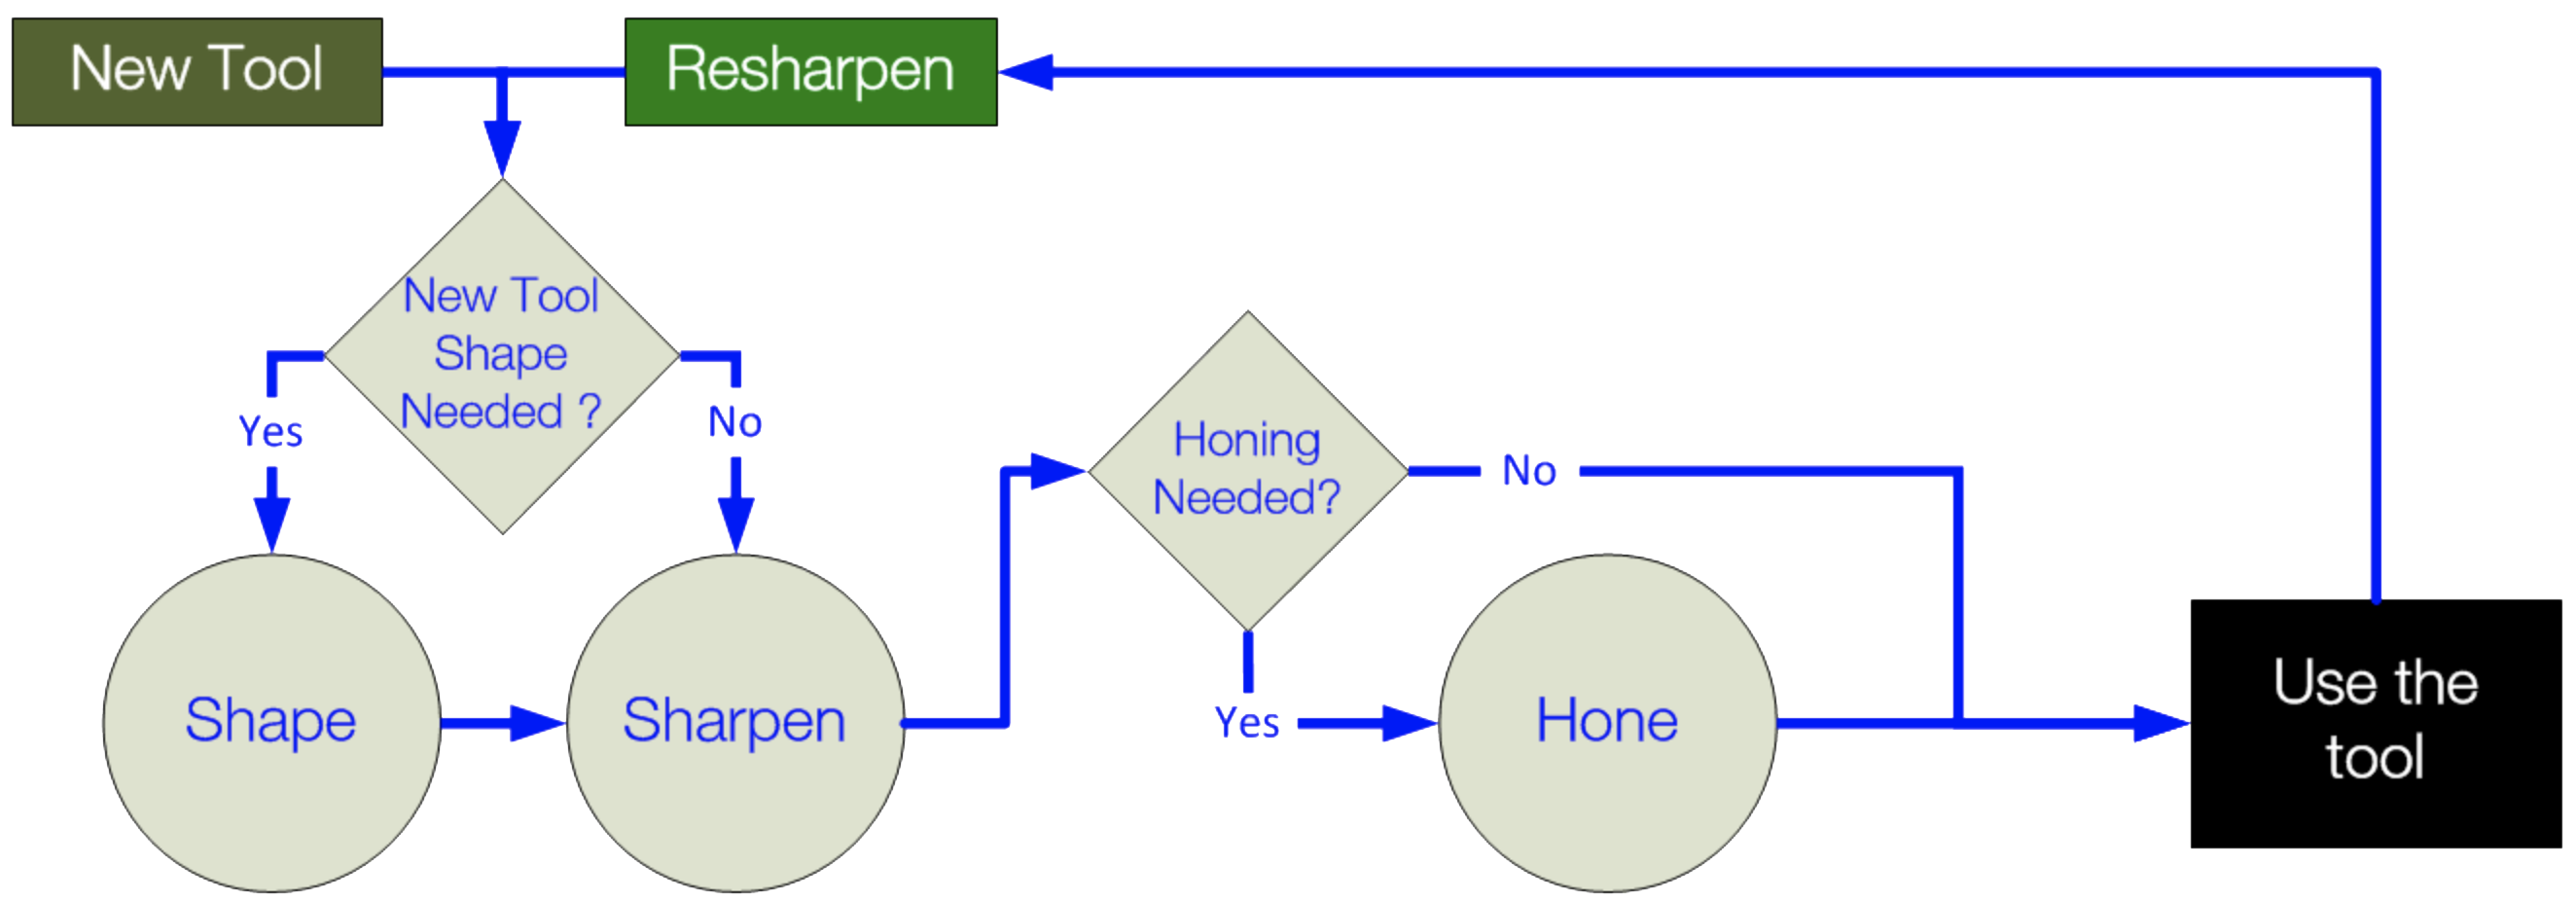 New Tool
Resharpen
New Tool
Shape
Needed ?
Yes
No
Honing
Needed?
No
Yes
Shape
Sharpen
Hone
Use the
tool